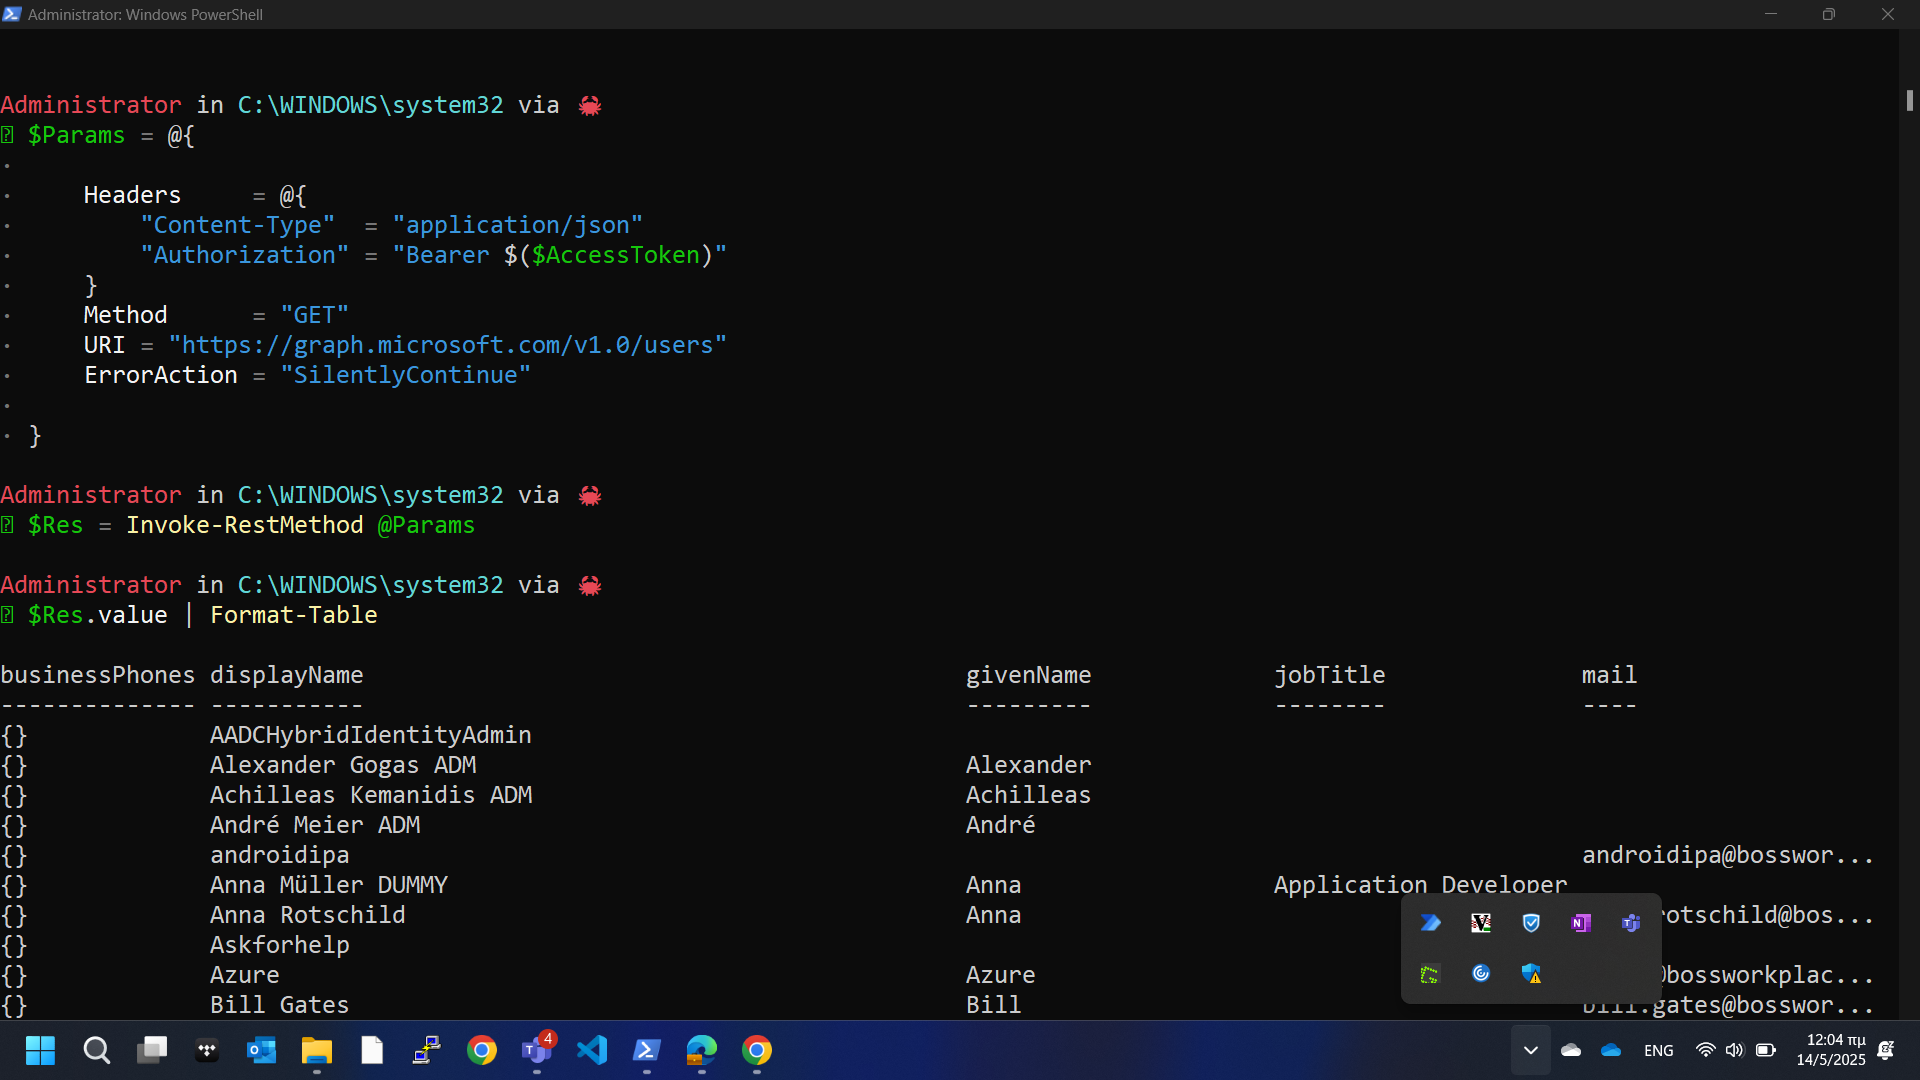 Administrator: Windows PowerShell
Administrator in C:\WINDOWS\system32 via
$Params = @{
Headers = @{
"Content-Type" = "application/json"
"Authorization" = "Bearer $($AccessToken)"
}
Method = "GET"
URI = "https://graph.microsoft.com/v1.0/users"
ErrorAction = "SilentlyContinue"
}
Administrator in C:\WINDOWS\system32 via
$Res = Invoke-RestMethod @Params
Administrator in C:\WINDOWS\system32 via
$Res.value | Format-Table
businessPhones displayName givenName jobTitle mail
-------------- ----------- --------- -------- ----
{} AADCHybridIdentityAdmin
{} Alexander Gogas ADM Alexander
{} Achilleas Kemanidis ADM Achilleas
{} André Meier ADM André
{} androidipa androidipa@bosswor...
{} Anna Müller DUMMY Anna Application Developer
{} Anna Rotschild Anna rotschild@bos...
{} Askforhelp
{} Azure Azure @bossworkplac...
{} Bill Gates Bill bill.gates@bosswor...
4
ENG
12:04 πμ
14/5/2025